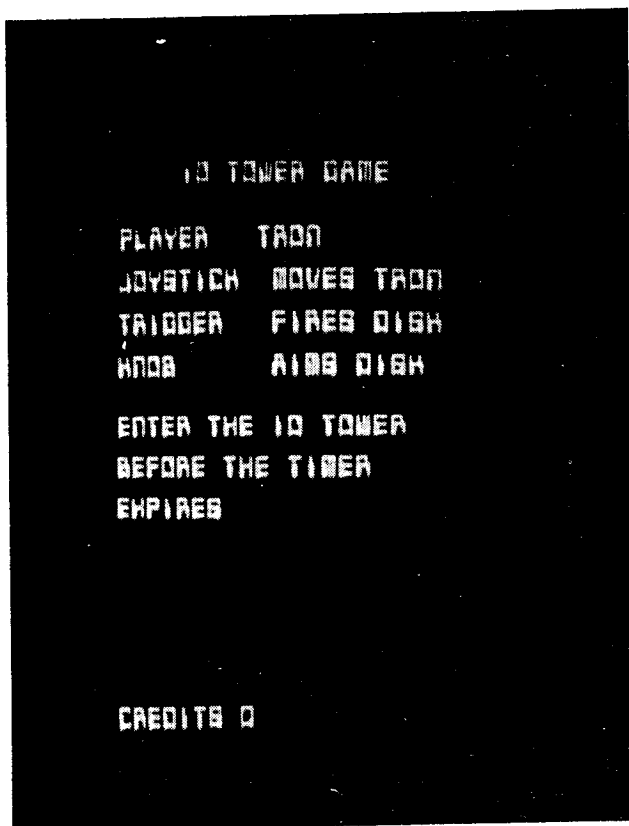 IO TOWER GAME
PLAYER TRON
JOYSTICK MOVES TRON
TRIGGER FIRES DISK
KNOB AIMS DISK
ENTER THE IO TOWER
BEFORE THE TIMER
EXPIRES
CREDITS 0